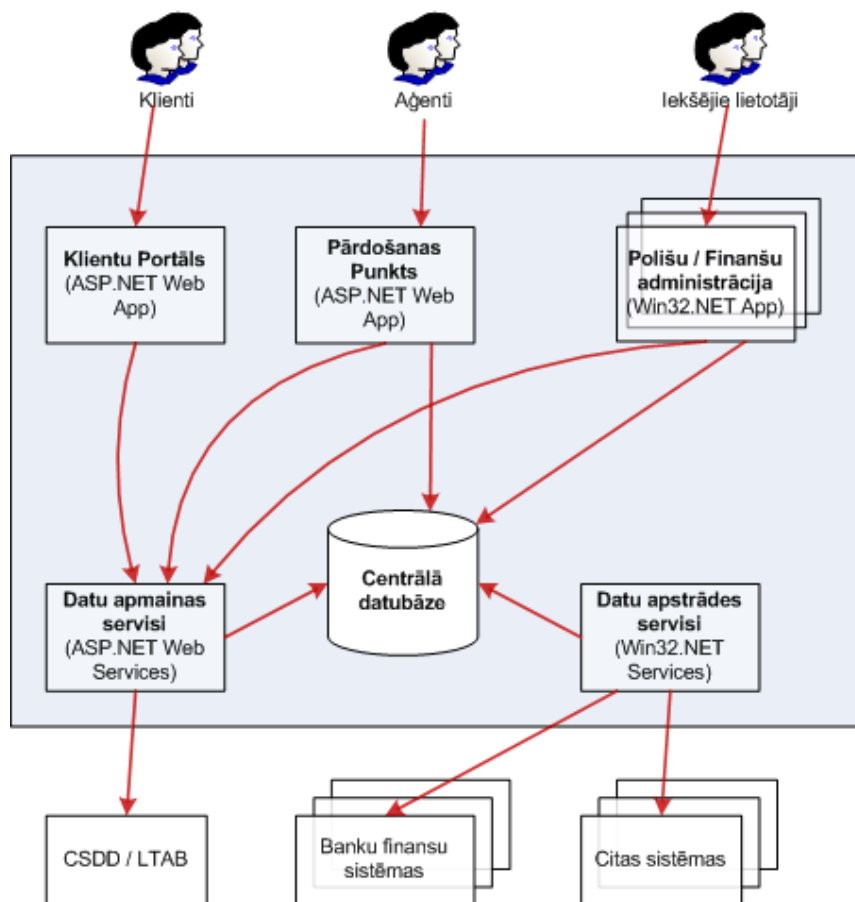 Klienti
Aģenti
Iekšējie lietotāji
Klientu Portāls
(ASP.NET Web
App)
Pārdošanas
Punkts
(ASP.NET Web
App)
Polišu / Finanšu
administrācija
(Win32.NET App)
Centrālā
datubāze
Datu apmainas
servisi
(ASP.NET Web
Services)
Datu apstrādes
servisi
(Win32.NET
Services)
CSDD / LTAB
Banku finansu
sistēmas
Citas sistēmas